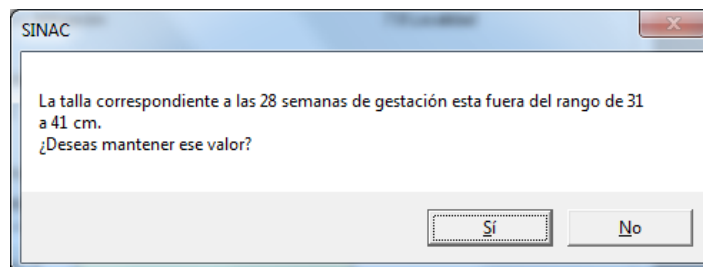 SINAC
La talla correspondiente a las 28 semanas de gestación esta fuera del rango de 31
a 41 cm.
¿Deseas mantener ese valor?
Sí
No